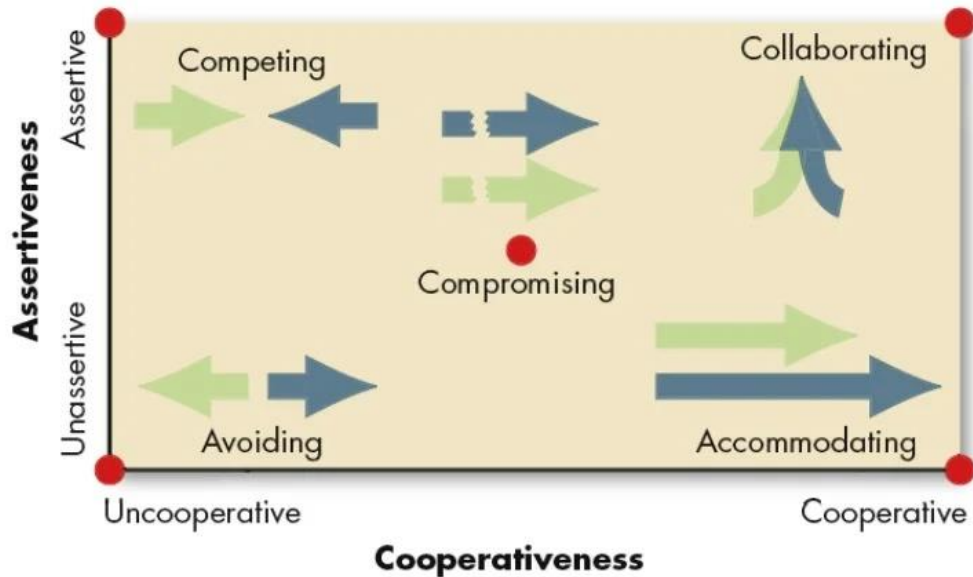 Assertive
Competing
Collaborating
Assertiveness
Compromising
Unassertive
Avoiding
Accommodating
Uncooperative
Cooperative
Cooperativeness